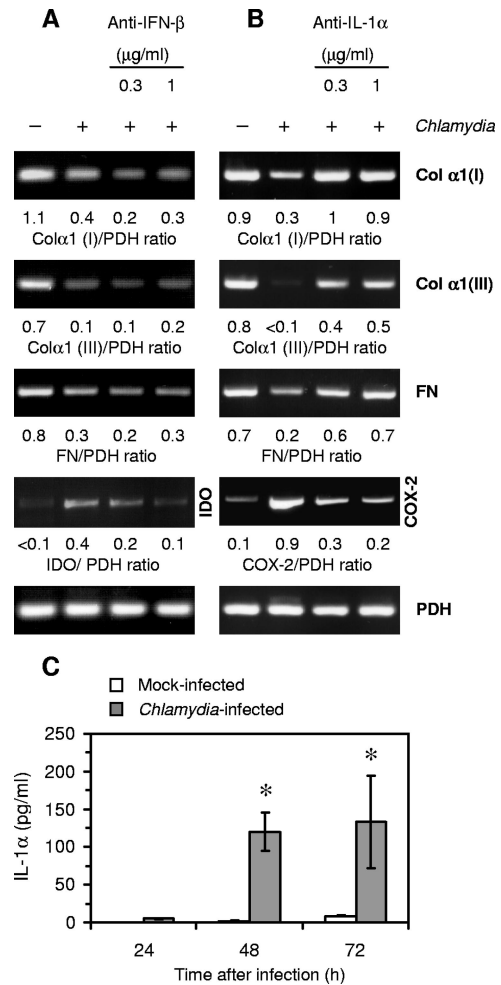 A
B
Anti-IFN-β
Anti-IL-1α
(μg/ml)
(μg/ml)
0.3 1
0.3 1
− + + +
− + + +
Chlamydia
Col α1(I)
1.1 0.4 0.2 0.3
0.9 0.3 1 0.9
Colα1 (I)/PDH ratio
Colα1 (I)/PDH ratio
Col α1(III)
0.7 0.1 0.1 0.2
0.8 <0.1 0.4 0.5
Colα1 (III)/PDH ratio
Colα1 (III)/PDH ratio
FN
0.8 0.3 0.2 0.3
0.7 0.2 0.6 0.7
FN/PDH ratio
FN/PDH ratio
IDO
COX-2
<0.1 0.4 0.2 0.1
0.1 0.9 0.3 0.2
IDO/ PDH ratio
COX-2/PDH ratio
PDH
C
Mock-infected
Chlamydia-infected
250
200
150
100
50
0
IL-1α (pg/ml)
*
*
24 48 72
Time after infection (h)